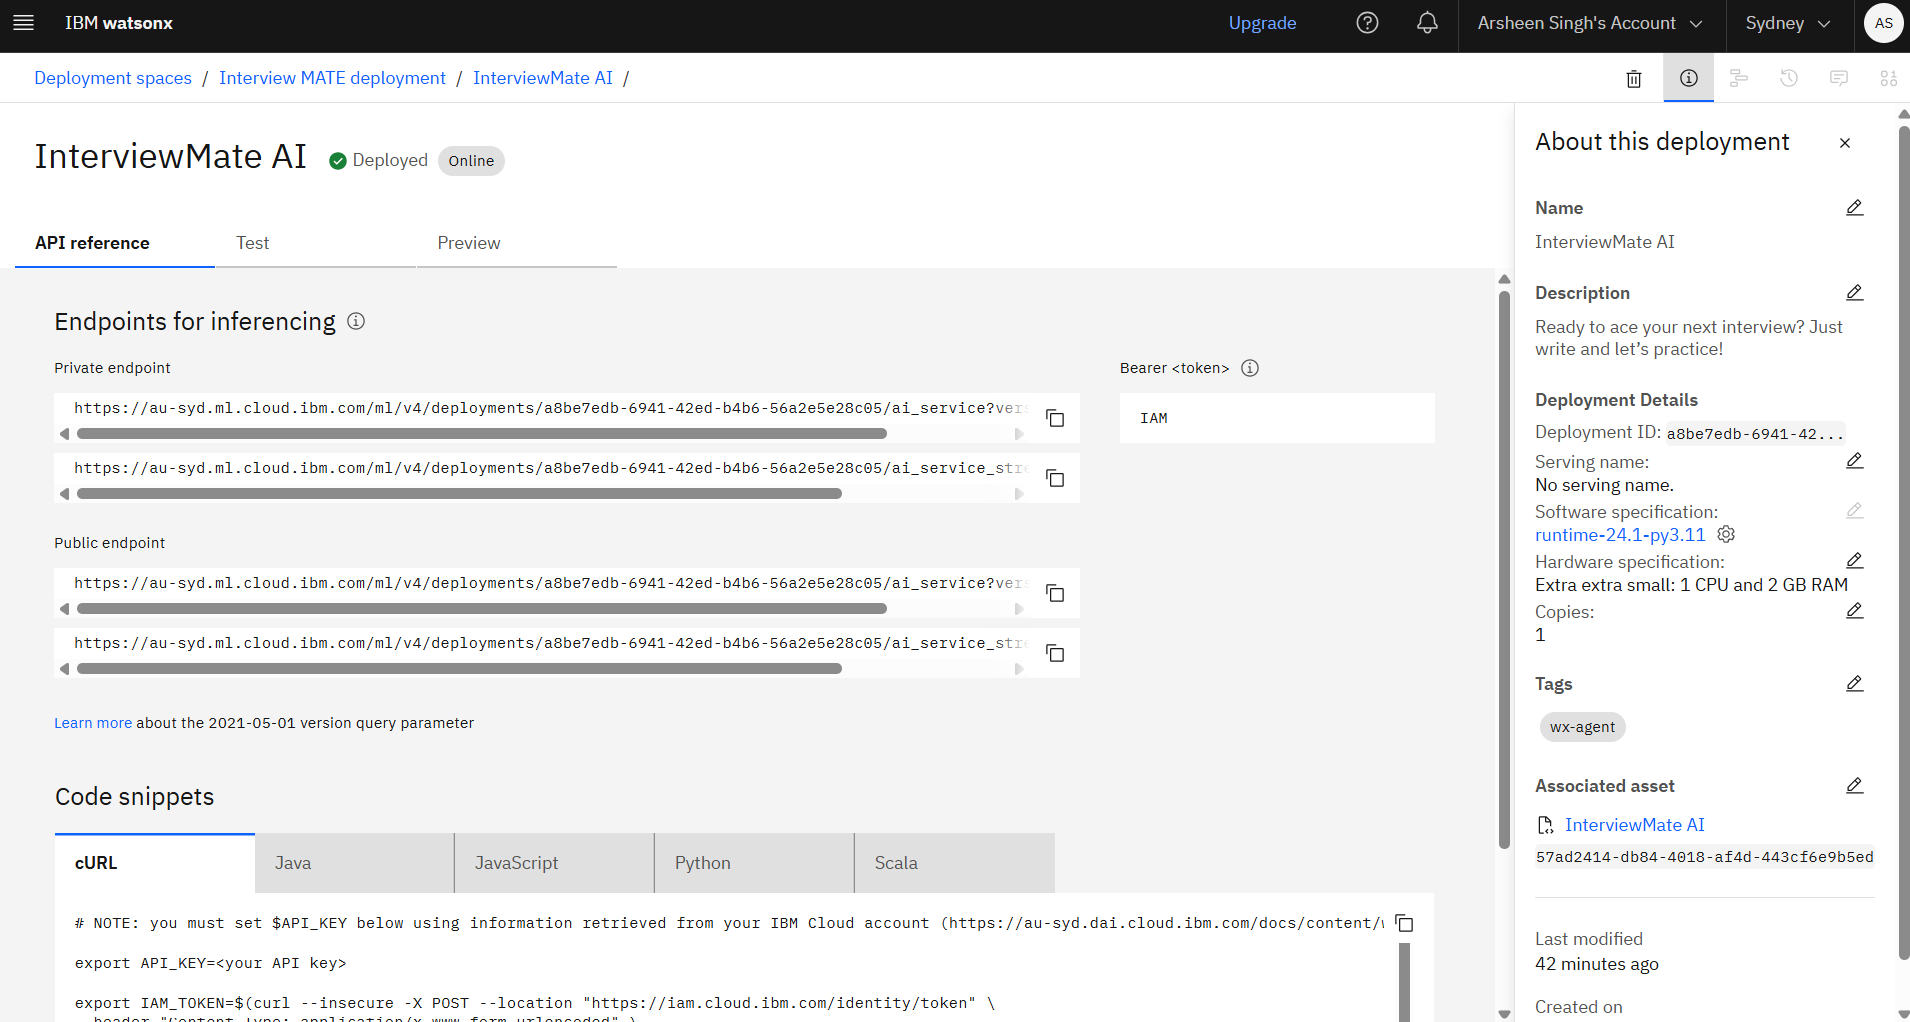 IBM watsonx
Upgrade
Arsheen Singh's Account
Sydney
AS
Deployment spaces / Interview MATE deployment / InterviewMate AI /
InterviewMate AI
Deployed
Online
API reference
Test
Preview
Endpoints for inferencing
Private endpoint
https://au-syd.ml.cloud.ibm.com/ml/v4/deployments/a8be7edb-6941-42ed-b4b6-56a2e5e28c05/ai_service?vers
https://au-syd.ml.cloud.ibm.com/ml/v4/deployments/a8be7edb-6941-42ed-b4b6-56a2e5e28c05/ai_service_stre
Bearer <token>
IAM
Public endpoint
https://au-syd.ml.cloud.ibm.com/ml/v4/deployments/a8be7edb-6941-42ed-b4b6-56a2e5e28c05/ai_service?vers
https://au-syd.ml.cloud.ibm.com/ml/v4/deployments/a8be7edb-6941-42ed-b4b6-56a2e5e28c05/ai_service_stre
Learn more about the 2021-05-01 version query parameter
Code snippets
cURL
Java
JavaScript
Python
Scala
# NOTE: you must set $API_KEY below using information retrieved from your IBM Cloud account (https://au-syd.dai.cloud.ibm.com/docs/content/
export API_KEY=<your API key>
export IAM_TOKEN=$(curl --insecure -X POST --location "https://iam.cloud.ibm.com/identity/token" \
--header "Content-Type: application/x-www-form-urlencoded" \
About this deployment
Name
InterviewMate AI
Description
Ready to ace your next interview? Just
write and let's practice!
Deployment Details
Deployment ID: a8be7edb-6941-42...
Serving name:
No serving name.
Software specification:
runtime-24.1-py3.11
Hardware specification:
Extra extra small: 1 CPU and 2 GB RAM
Copies:
1
Tags
wx-agent
Associated asset
InterviewMate AI
57ad2414-db84-4018-af4d-443cf6e9b5ed
Last modified
42 minutes ago
Created on